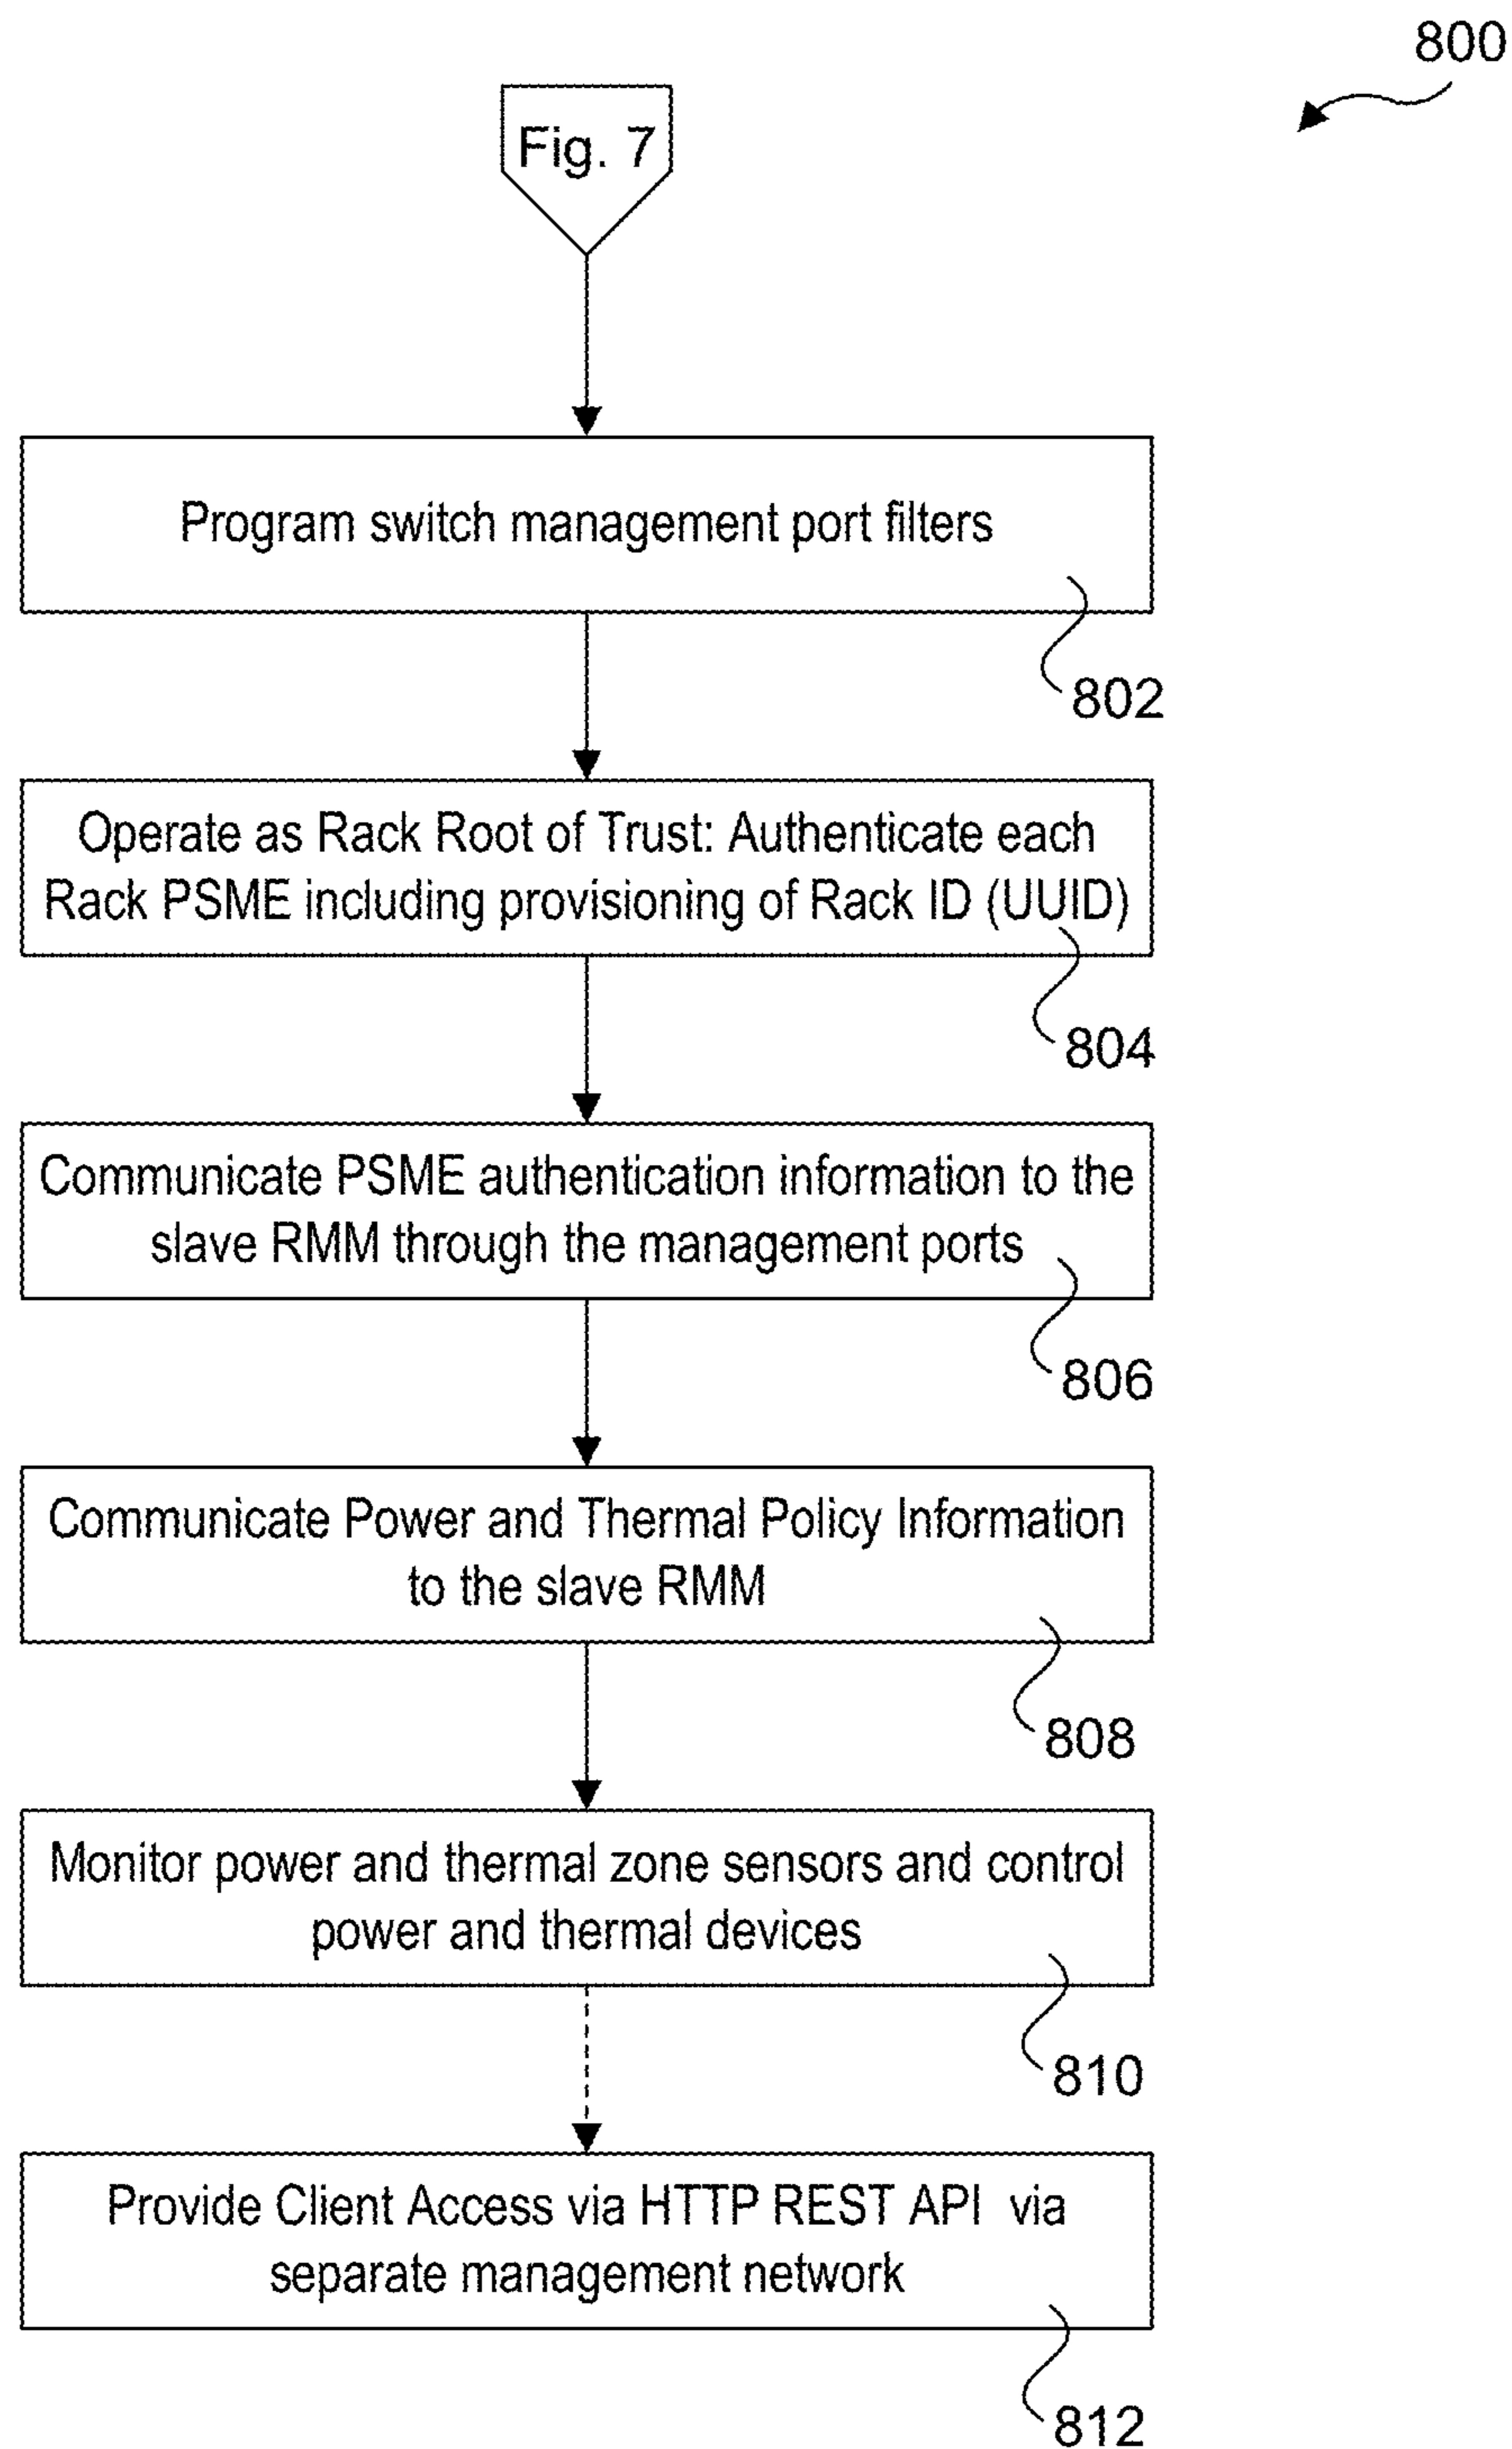 800
Fig. 7
Program switch management port filters
802
Operate as Rack Root of Trust: Authenticate each
Rack PSME including provisioning of Rack ID (UUID)
804
Communicate PSME authentication information to the
slave RMM through the management ports
806
Communicate Power and Thermal Policy Information
to the slave RMM
808
Monitor power and thermal zone sensors and control
power and thermal devices
810
Provide Client Access via HTTP REST API via
separate management network
812